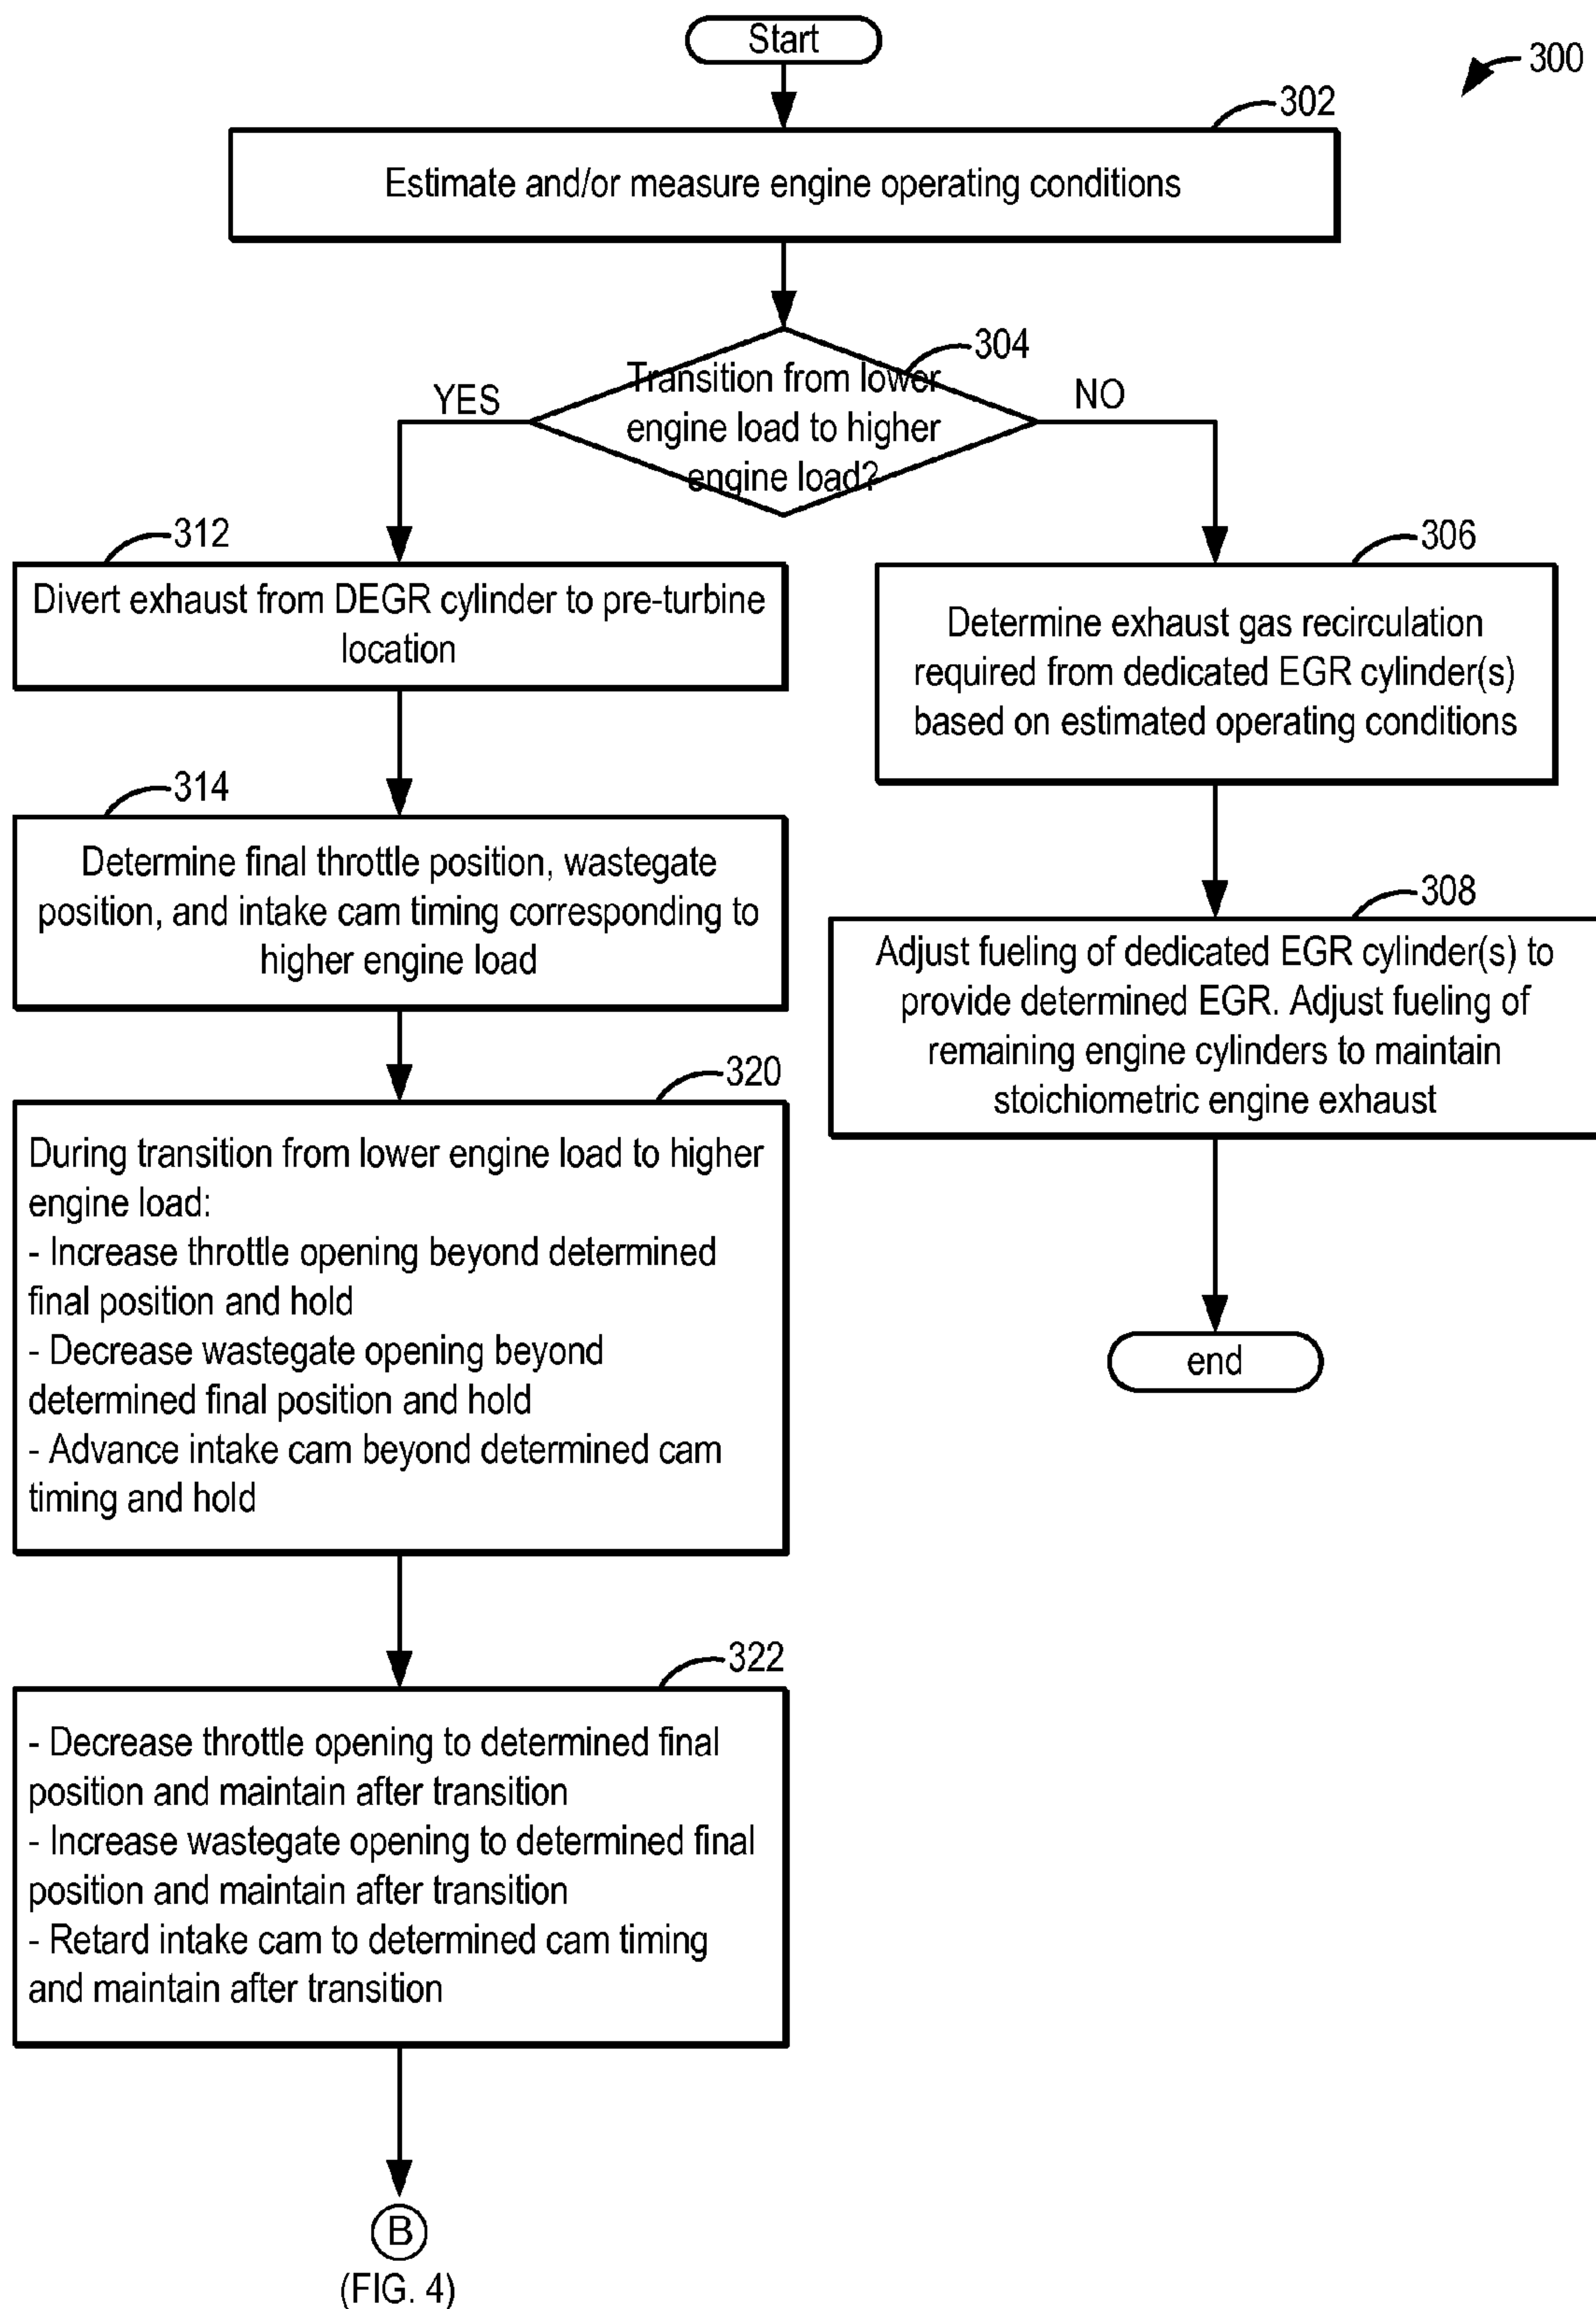 Start
300
302
Estimate and/or measure engine operating conditions
304
Transition from lower
engine load to higher
engine load?
YES
NO
312
Divert exhaust from DEGR cylinder to pre-turbine
location
306
Determine exhaust gas recirculation
required from dedicated EGR cylinder(s)
based on estimated operating conditions
314
Determine final throttle position, wastegate
position, and intake cam timing corresponding to
higher engine load
308
Adjust fueling of dedicated EGR cylinder(s) to
provide determined EGR. Adjust fueling of
remaining engine cylinders to maintain
stoichiometric engine exhaust
320
During transition from lower engine load to higher
engine load:
- Increase throttle opening beyond determined
final position and hold
- Decrease wastegate opening beyond
determined final position and hold
- Advance intake cam beyond determined cam
timing and hold
end
322
- Decrease throttle opening to determined final
position and maintain after transition
- Increase wastegate opening to determined final
position and maintain after transition
- Retard intake cam to determined cam timing
and maintain after transition
B
(FIG. 4)